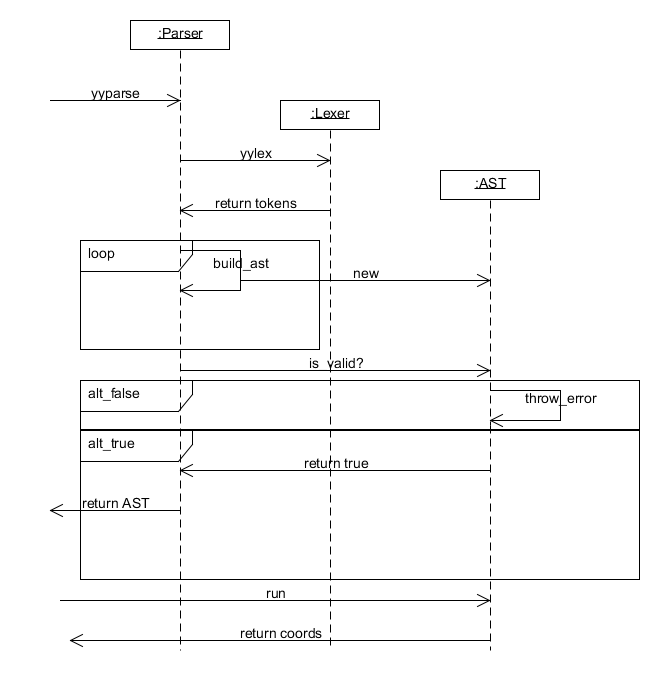 :Parser
yyparse
:Lexer
yylex
:AST
return tokens
loop
build_ast
new
is_valid?
alt_false
throw_error
alt_true
return true
return AST
run
return coords